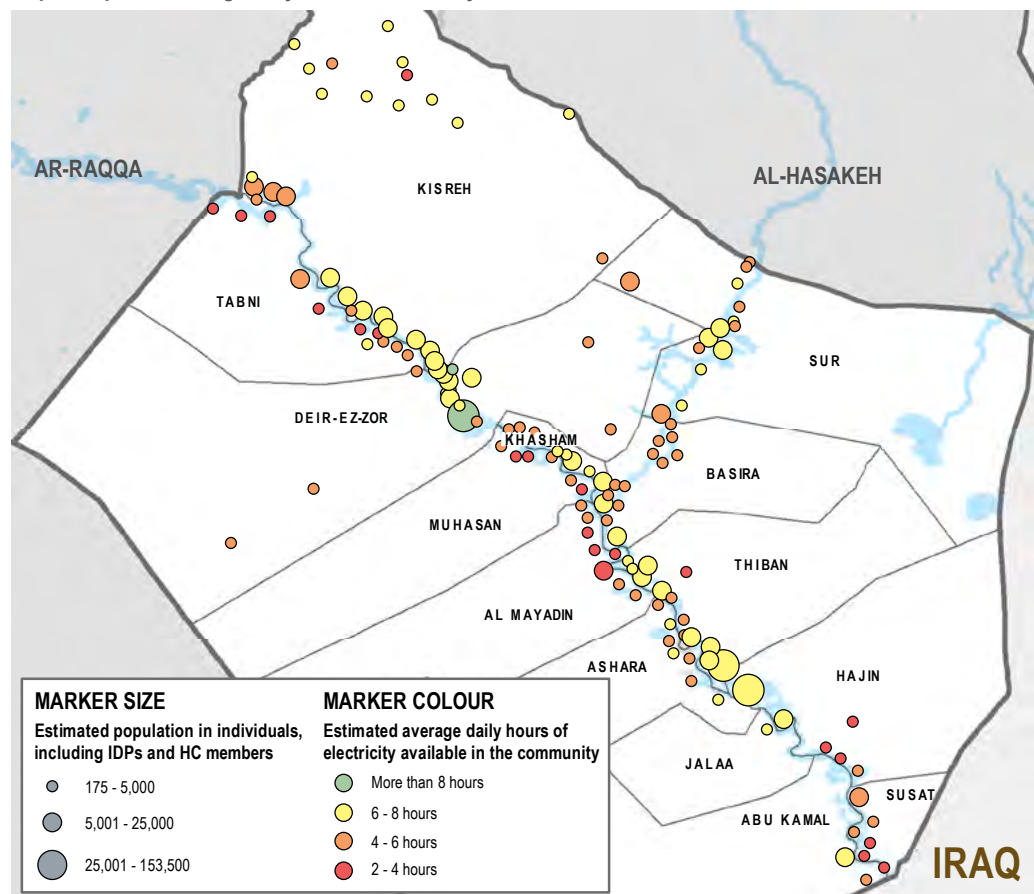 AR-RAQQA
AL-HASAKEH
KISREH
TABNI
SUR
DEIR-EZ-ZOR
KHASHAM
BASIRA
MUHASAN
THIBAN
AL MAYADIN
ASHARA
HAJIN
JALAA
SUSAT
ABU KAMAL
IRAQ
MARKER SIZE
Estimated population in individuals,
including IDPs and HC members
175 - 5,000
5,001 - 25,000
25,001 - 153,500
MARKER COLOUR
Estimated average daily hours of
electricity available in the community
More than 8 hours
6 - 8 hours
4 - 6 hours
2 - 4 hours